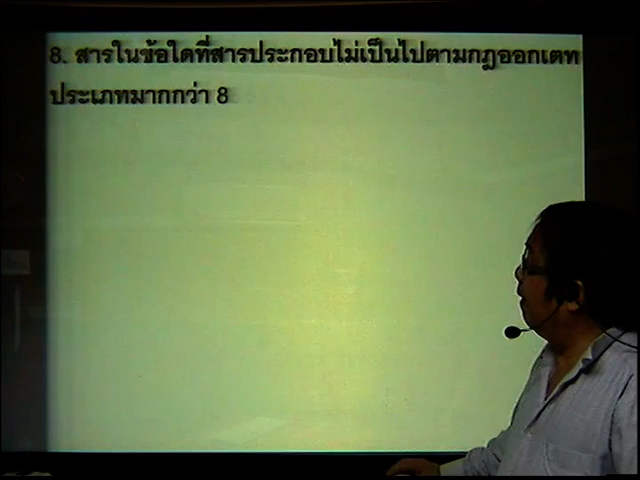 8. สารในข้อใดที่สารประกอบไม่เป็นไปตามกฎออกเตท
ประเภทมากกว่า 8